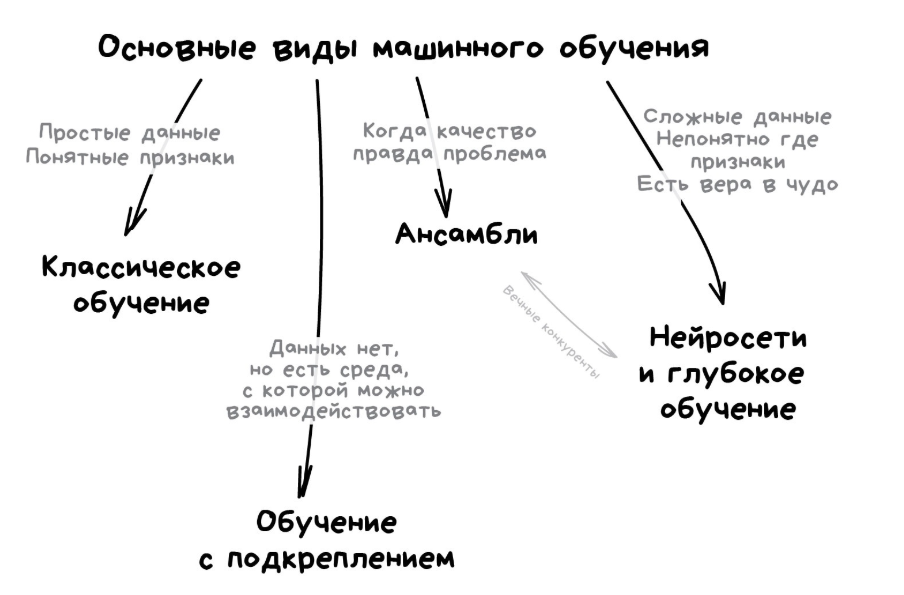 Основные виды машинного обучения
Простые данные
Понятные признаки
Классическое
обучение
Данных нет,
но есть среда,
с которой можно
взаимодействовать
Обучение
с подкреплением
Когда качество
правда проблема
Ансамбли
Вечные конкуренты
Сложные данные
Непонятно где
признаки
Есть вера в чудо
Нейросети
и глубокое
обучение